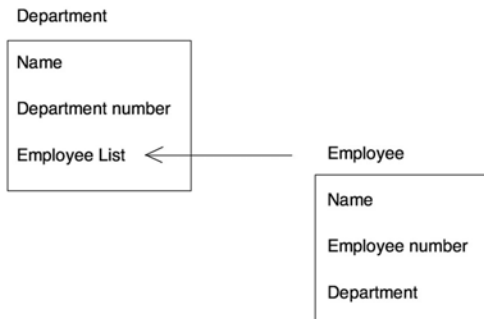 Department
Name
Department number
Employee List
Employee
Name
Employee number
Department